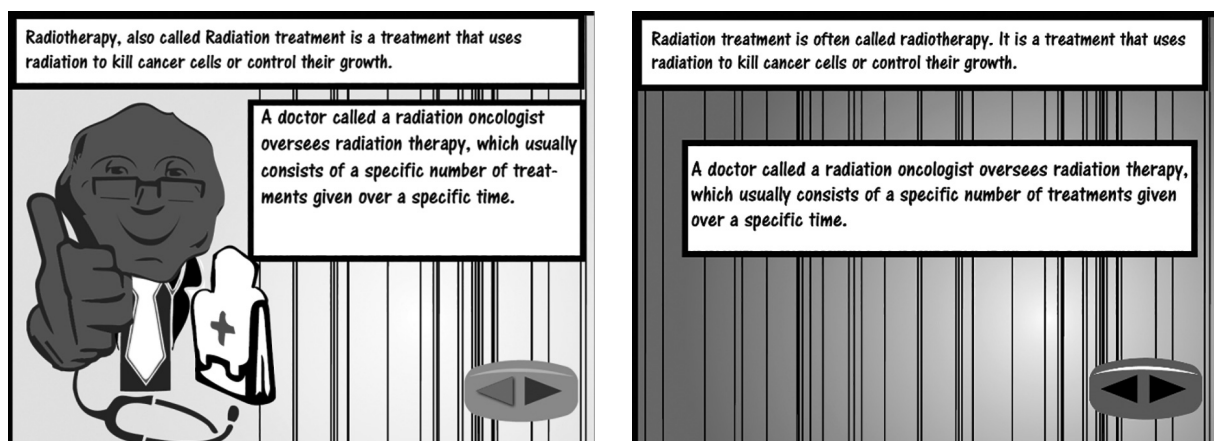 Radiotherapy, also called Radiation treatment is a treatment that uses
radiation to kill cancer cells or control their growth.
A doctor called a radiation oncologist
oversees radiation therapy, which usually
consists of a specific number of treat-
ments given over a specific time.
Radiation treatment is often called radiotherapy. It is a treatment that uses
radiation to kill cancer cells or control their growth.
A doctor called a radiation oncologist oversees radiation therapy,
which usually consists of a specific number of treatments given
over a specific time.